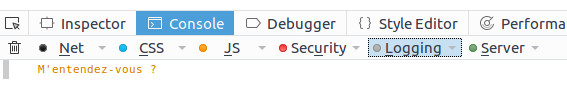 Inspector Console Debugger Style Editor Performa
Net CSS JS Security Logging Server
M'entendez-vous ?